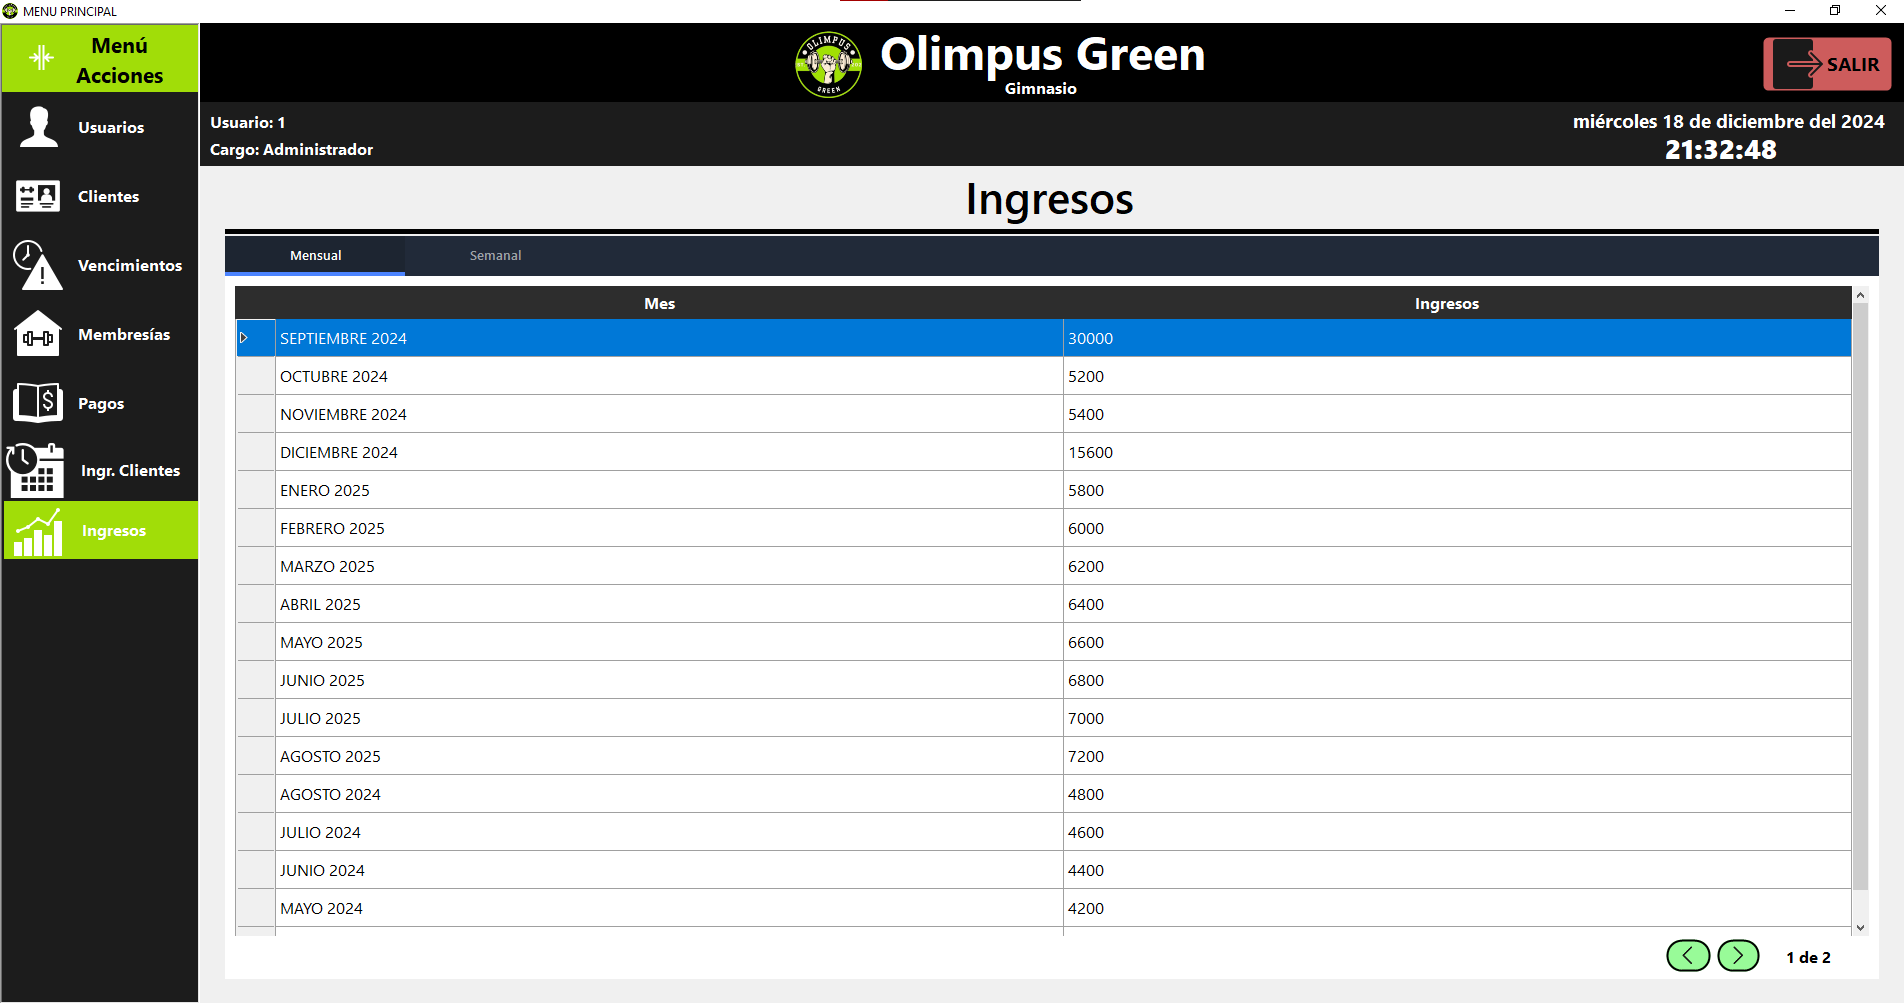 MENU PRINCIPAL
Menú
Acciones
Usuarios
Clientes
Vencimientos
Membresías
Pagos
Ingr. Clientes
Ingresos
OLIMPUS
GREEN
Olimpus Green
Gimnasio
SALIR
Usuario: 1
Cargo: Administrador
miércoles 18 de diciembre del 2024
21:32:48
Ingresos
Mensual Semanal
Mes Ingresos
SEPTIEMBRE 2024 30000
OCTUBRE 2024 5200
NOVIEMBRE 2024 5400
DICIEMBRE 2024 15600
ENERO 2025 5800
FEBRERO 2025 6000
MARZO 2025 6200
ABRIL 2025 6400
MAYO 2025 6600
JUNIO 2025 6800
JULIO 2025 7000
AGOSTO 2025 7200
AGOSTO 2024 4800
JULIO 2024 4600
JUNIO 2024 4400
MAYO 2024 4200
1 de 2